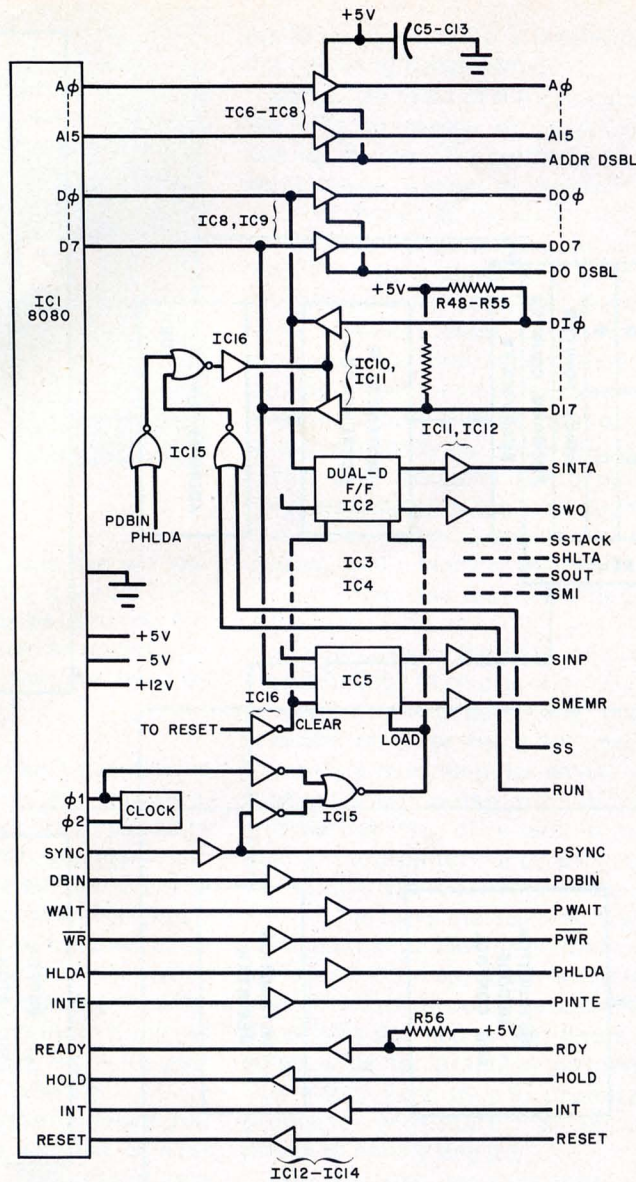 +5V
C5-C13
Aφ
Aφ
IC6-IC8
A15
A15
ADDR DSBL
Dφ
DOφ
IC8, IC9
D7
DO7
DO DSBL
+5V
R48-R55
IC1
8080
DIφ
IC16
IC10,
IC11
DI7
IC11, IC12
IC15
DUAL-D
F/F
IC2
SINTA
SWO
PDBIN
PHLDA
SSTACK
IC3
SHLTA
IC4
SOUT
SMI
+5V
-5V
+12V
SINP
IC5
IC16
SMEMR
TO RESET
CLEAR
LOAD
SS
RUN
φ1
φ2
CLOCK
IC15
SYNC
PSYNC
DBIN
PDBIN
WAIT
PWAIT
WR
PWR
HLDA
PHLDA
INTE
PINTE
R56
+5V
READY
RDY
HOLD
HOLD
INT
INT
RESET
RESET
IC12-IC14